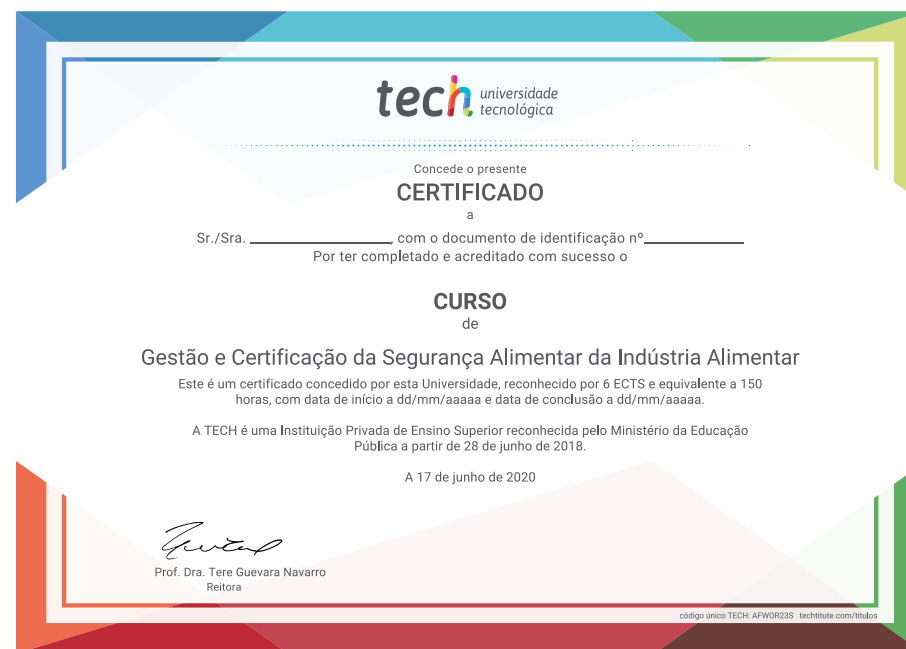 tech universidade
tecnológica
Concede o presente
CERTIFICADO
a
Sr./Sra. ____________________, com o documento de identificação nº______________
Por ter completado e acreditado com sucesso o
CURSO
de
Gestão e Certificação da Segurança Alimentar da Indústria Alimentar
Este é um certificado concedido por esta Universidade, reconhecido por 6 ECTS e equivalente a 150
horas, com data de início a dd/mm/aaaaa e data de conclusão a dd/mm/aaaaa.
A TECH é uma Instituição Privada de Ensino Superior reconhecida pelo Ministério da Educação
Pública a partir de 28 de junho de 2018.
A 17 de junho de 2020
Prof. Dra. Tere Guevara Navarro
Reitora
código único TECH: AFWOR23S techtitute.com/titulos